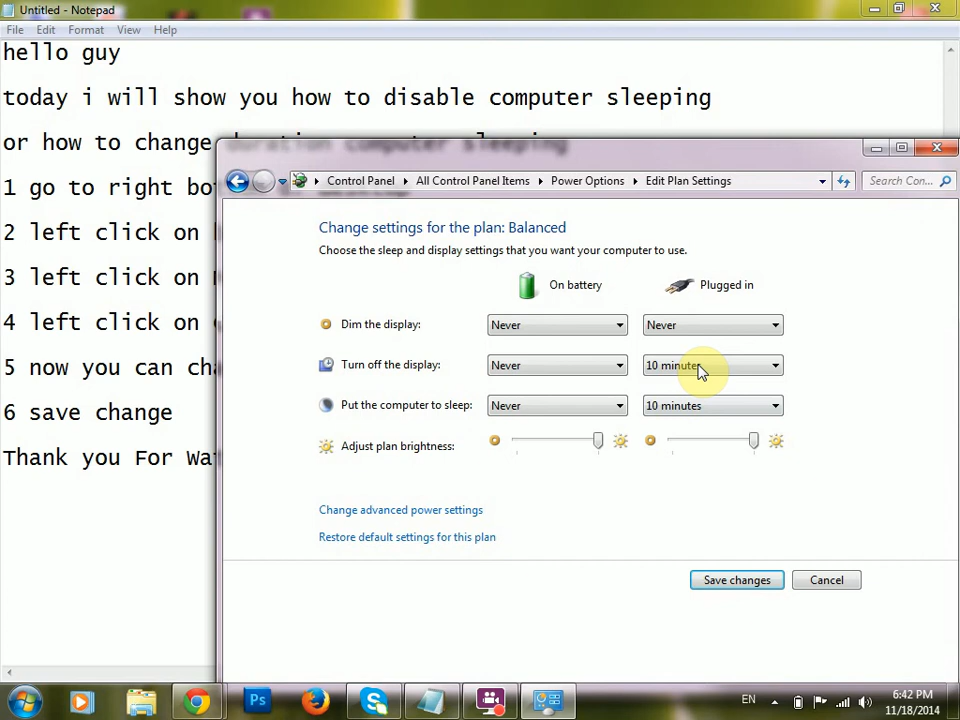 Untitled - Notepad
File Edit Format View Help
hello guy
today i will show you how to disable computer sleeping
or how to change duration computer sleeping
1 go to right
2 left click on
3 left click on
4 left click on
5 now you can
6 save change
Thank you For
Control Panel All Control Panel Items Power Options Edit Plan Settings Search Con...
Change settings for the plan: Balanced
Choose the sleep and display settings that you want your computer to use.
On battery Plugged in
Dim the display: Never Never
Turn off the display: Never 10 minutes
Put the computer to sleep: Never 10 minutes
Adjust plan brightness:
Change advanced power settings
Restore default settings for this plan
Save changes Cancel
Ps
EN
6:42 PM
11/18/2014